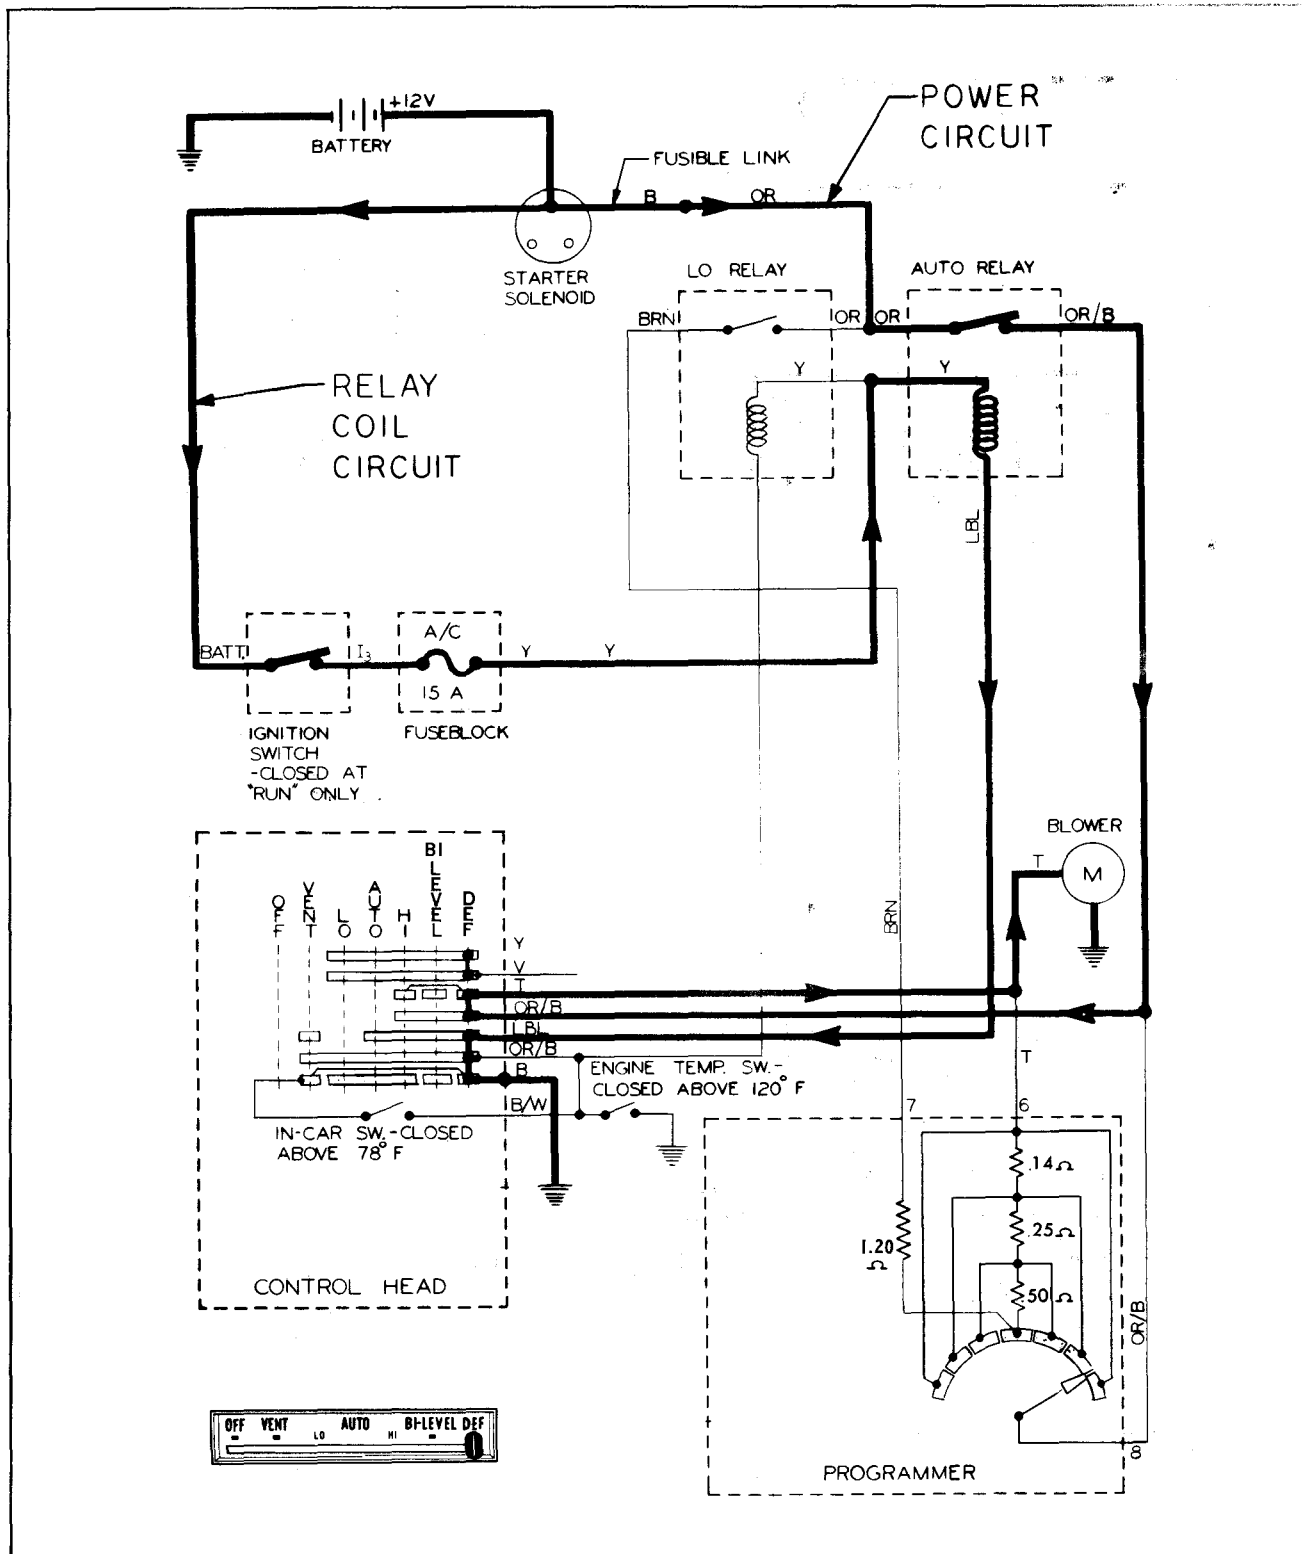 +12V
BATTERY
POWER
CIRCUIT
FUSIBLE LINK
B
OR
STARTER
SOLENOID
LO RELAY
AUTO RELAY
BRN
OR
OR
OR/B
Y
Y
RELAY
COIL
CIRCUIT
LBL
BATT.
I3
A/C
15 A
Y
Y
IGNITION
SWITCH
-CLOSED AT
"RUN" ONLY
FUSEBLOCK
BLOWER
T
M
OFF
VENT
LO
AUTO
HI
BI LEVEL
DEF
BRN
Y
V
T
OR/B
LBL
OR/B
B
B/W
ENGINE TEMP. SW.-
CLOSED ABOVE 120° F
T
IN-CAR SW.-CLOSED
ABOVE 78° F
7
6
.14Ω
.25Ω
1.20
Ω
.50Ω
OR/B
CONTROL HEAD
OFF VENT LO AUTO HI BI-LEVEL DEF
8
PROGRAMMER